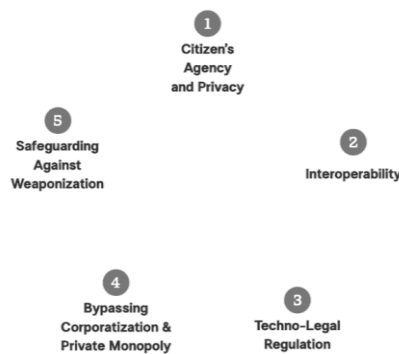 1
Citizen's
Agency
and Privacy
2
Interoperability
3
Techno-Legal
Regulation
4
Bypassing
Corporatization &
Private Monopoly
5
Safeguarding
Against
Weaponization